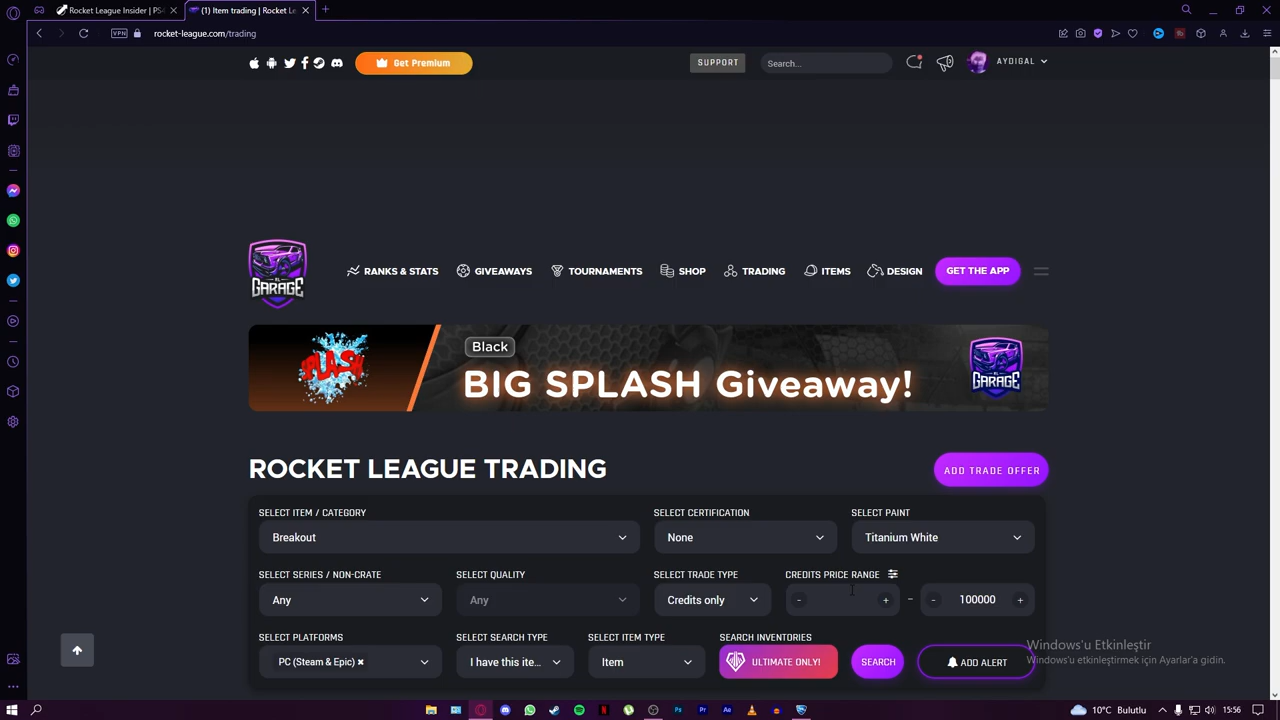 Rocket League Insider | PS-
(1) Item trading | Rocket Le
VPN
rocket-league.com/trading
Get Premium
SUPPORT
Search...
AYDIGAL
GARAGE
RANKS & STATS
GIVEAWAYS
TOURNAMENTS
SHOP
TRADING
ITEMS
DESIGN
GET THE APP
SPLASH
Black
BIG SPLASH Giveaway!
GARAGE
ROCKET LEAGUE TRADING
ADD TRADE OFFER
SELECT ITEM / CATEGORY
SELECT CERTIFICATION
SELECT PAINT
Breakout
None
Titanium White
SELECT SERIES / NON-CRATE
SELECT QUALITY
SELECT TRADE TYPE
CREDITS PRICE RANGE
Any
Any
Credits only
-
+
-
-
100000
+
SELECT PLATFORMS
SELECT SEARCH TYPE
SELECT ITEM TYPE
SEARCH INVENTORIES
PC (Steam & Epic) ×
I have this ite...
Item
ULTIMATE ONLY!
SEARCH
ADD ALERT
Windows'u Etkinleştir
Windows'u etkinleştirmek için Ayarlar'a gidin.
10°C Bulutlu
15:56